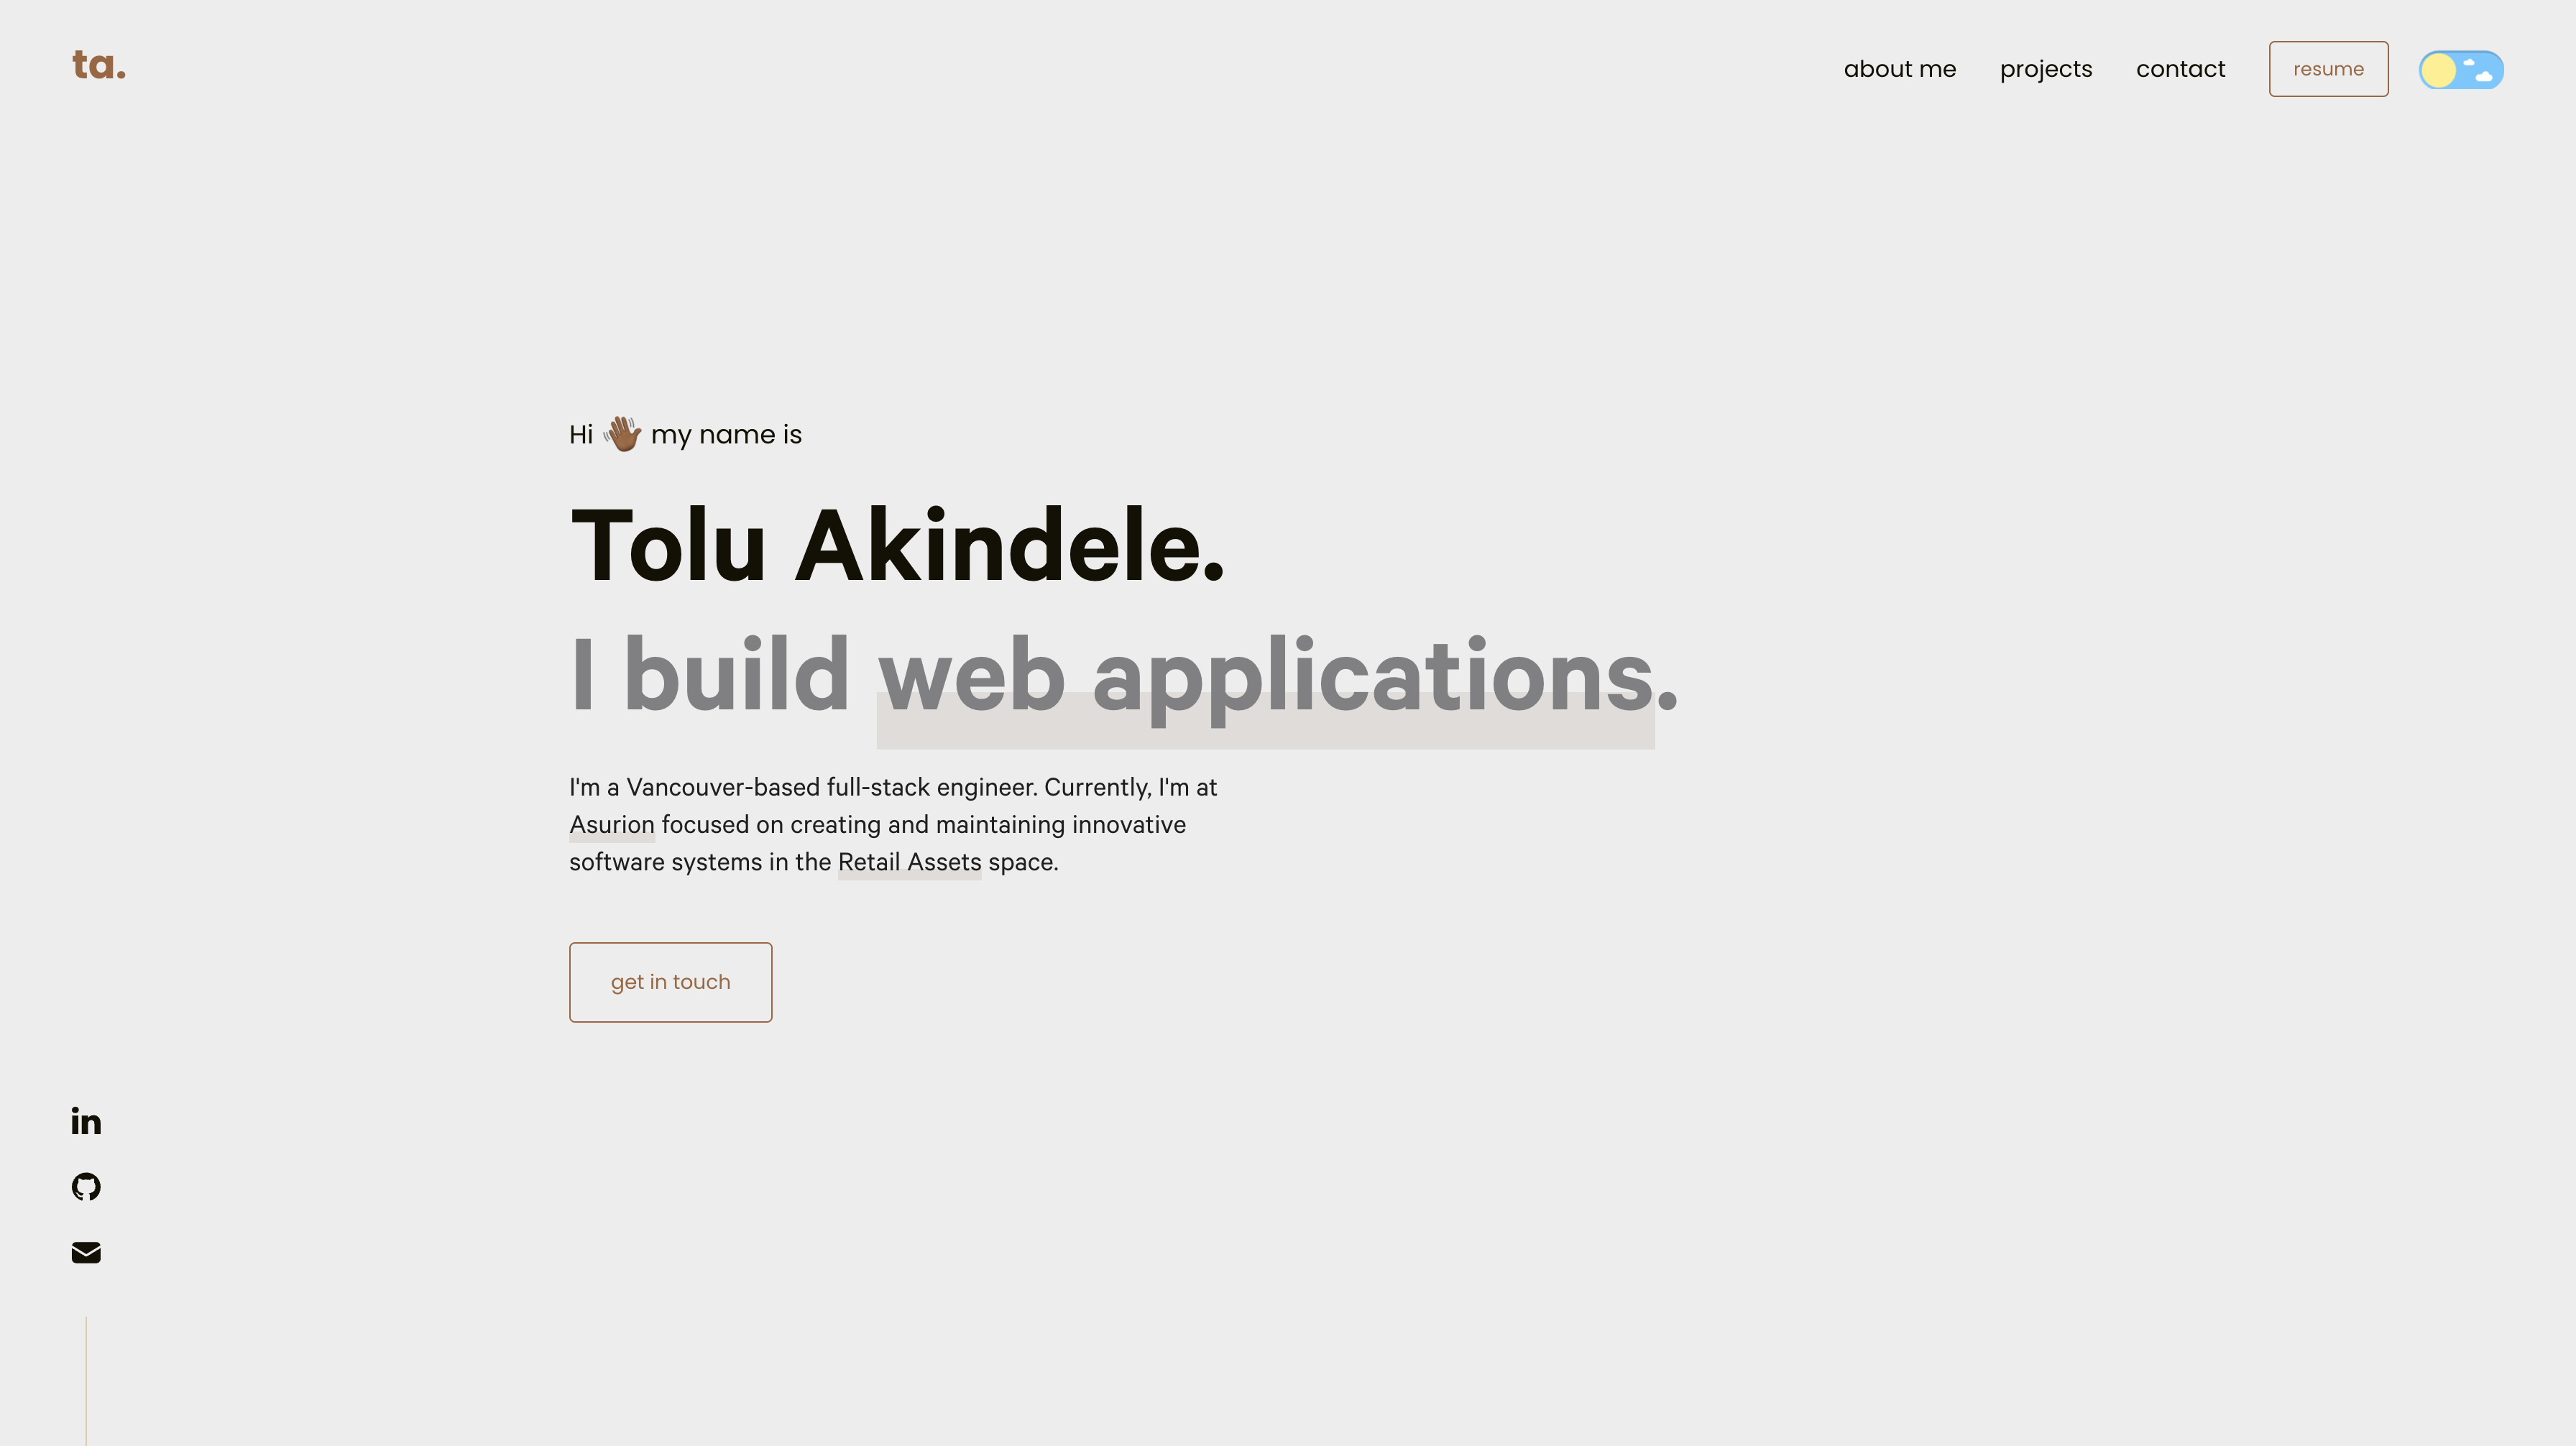 ta.
about me
projects
contact
resume
Hi 👋🏾 my name is
Tolu Akindele.
I build web applications.
I'm a Vancouver-based full-stack engineer. Currently, I'm at
Asurion focused on creating and maintaining innovative
software systems in the Retail Assets space.
get in touch
in